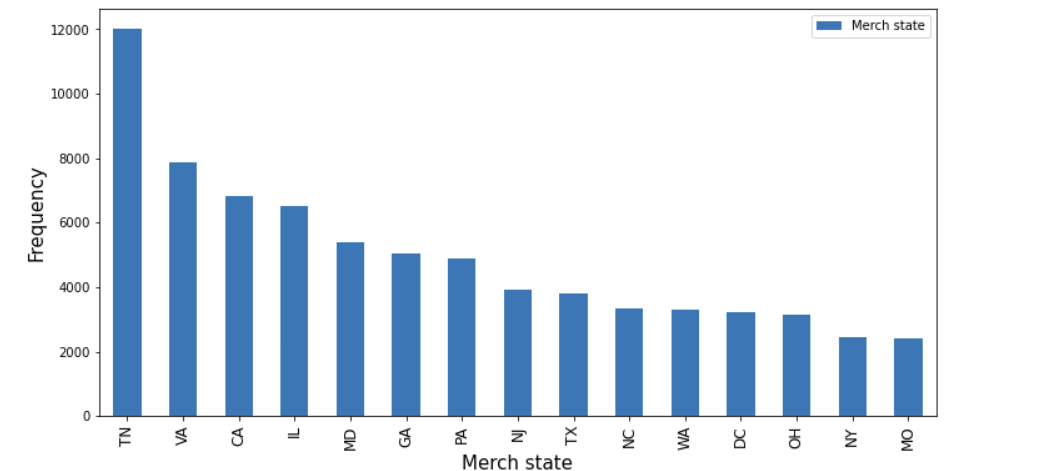 Merch state
12000
10000
8000
6000
4000
2000
0
Frequency
TN VA CA IL MD GA PA NJ TX NC WA DC OH NY MO
Merch state